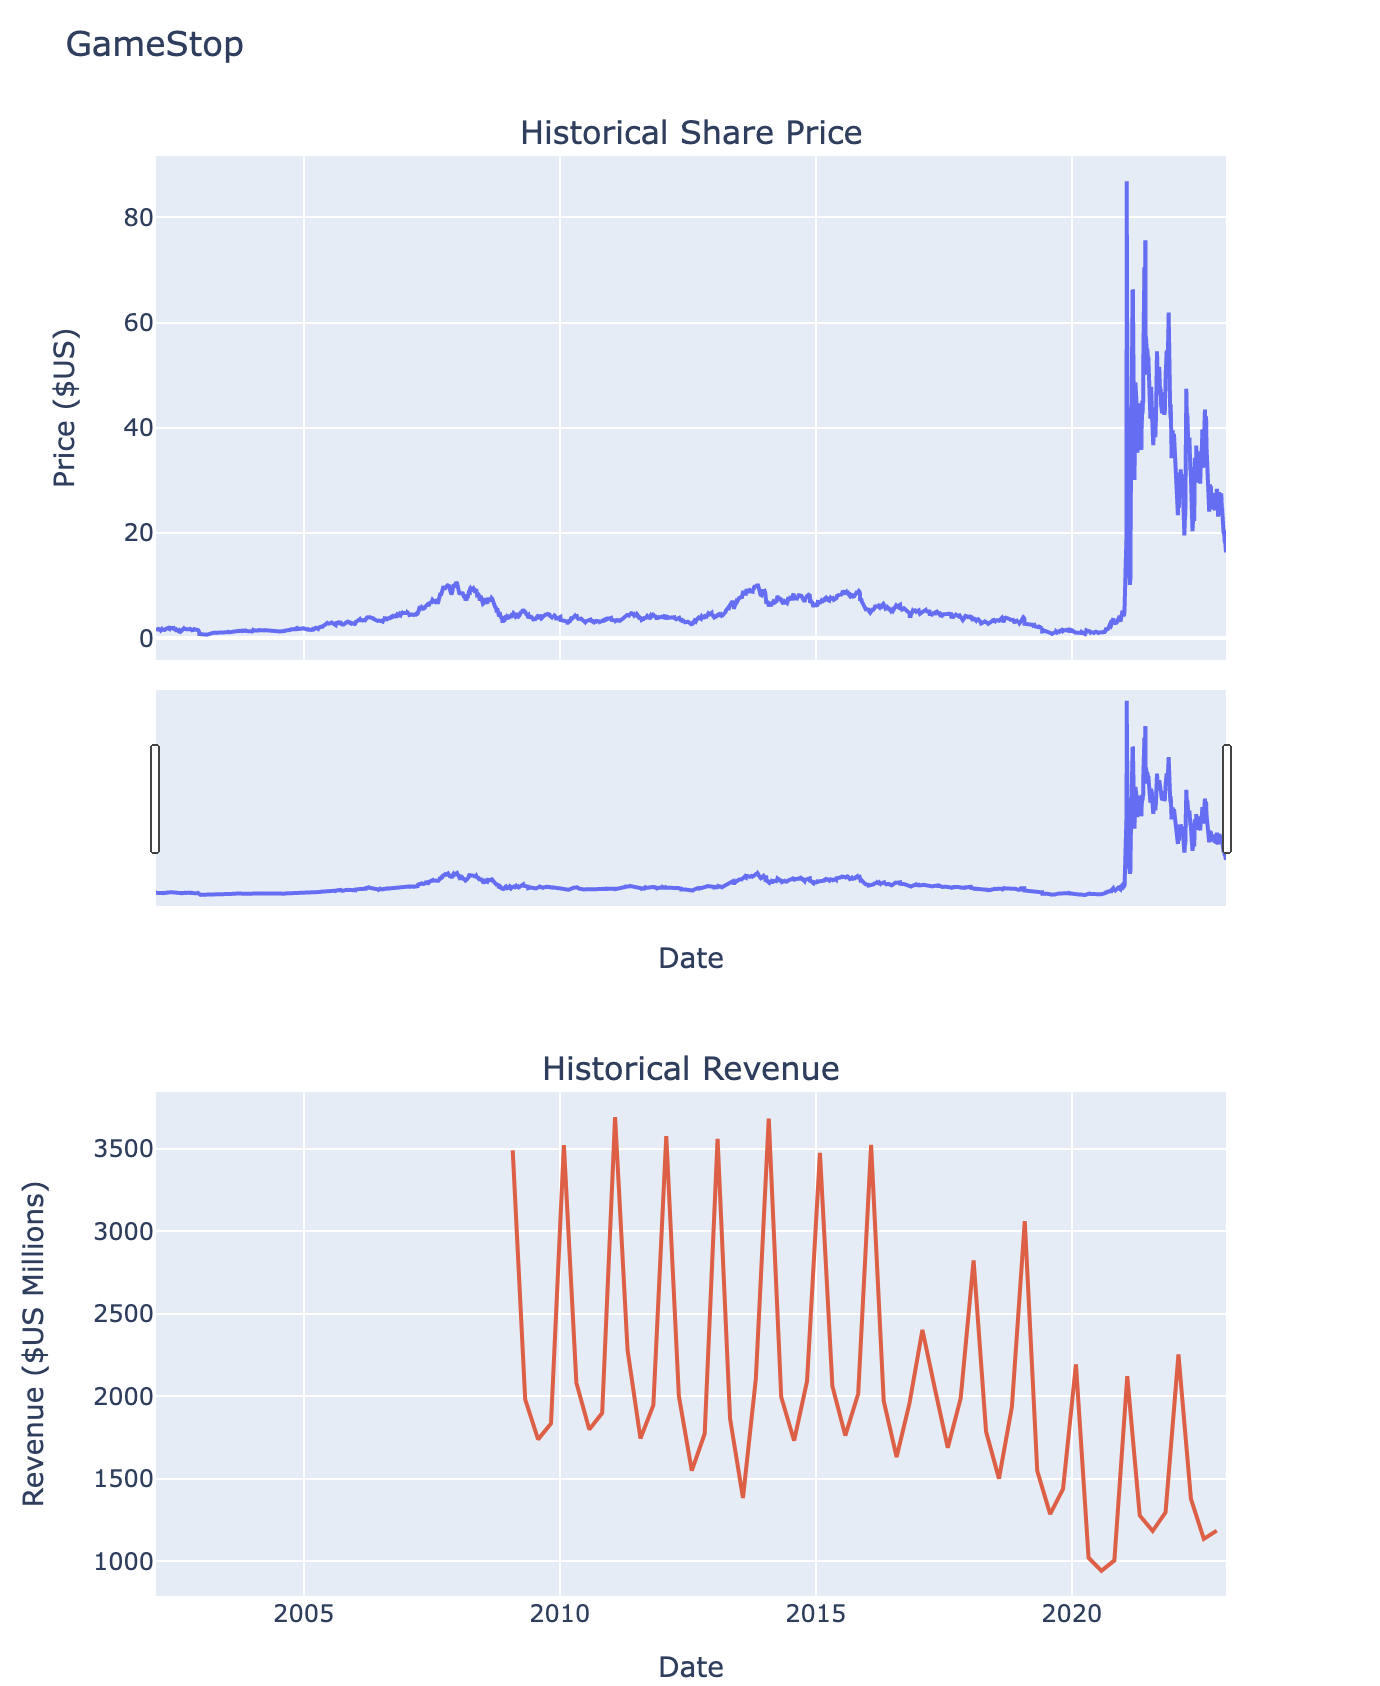 GameStop
Historical Share Price
80
60
40
20
0
Price ($US)
Date
Historical Revenue
3500
3000
2500
2000
1500
1000
Revenue ($US Millions)
2005 2010 2015 2020
Date